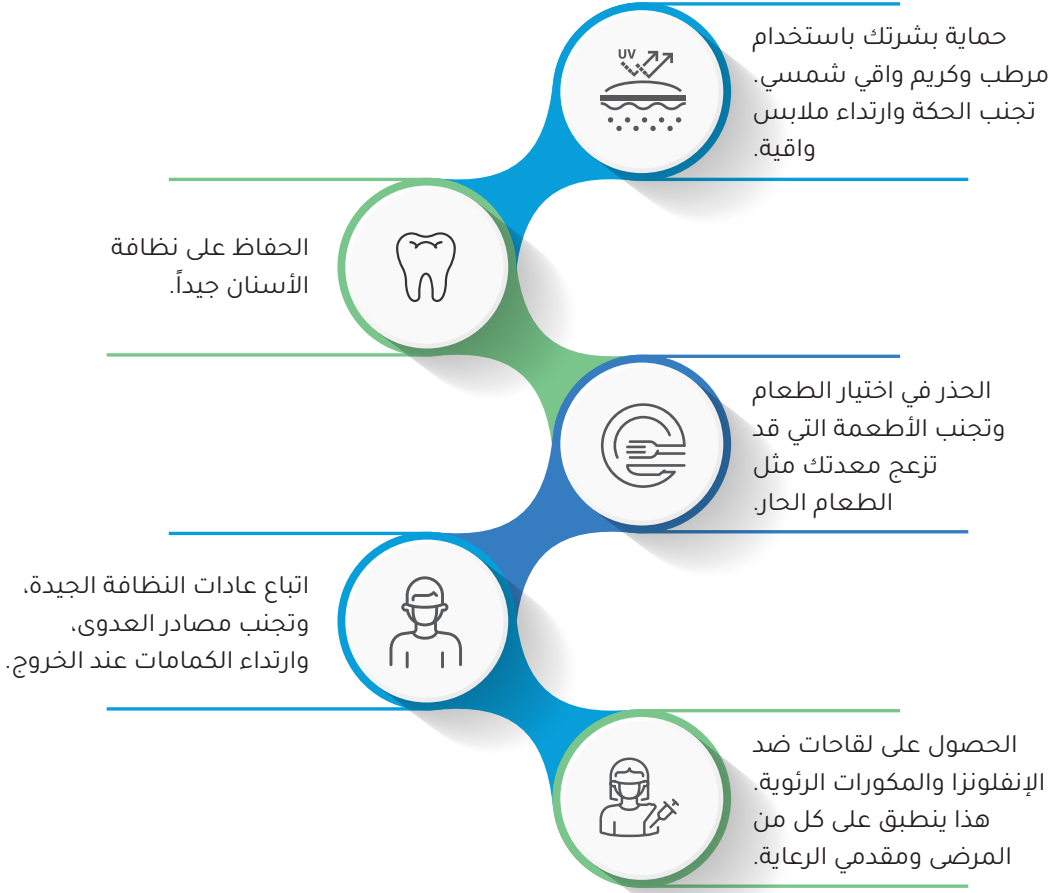 حماية بشرتك باستخدام
مرطب وكريم واقي شمسي.
تجنب الحكة وارتداء ملابس
واقية.
UV
الحفاظ على نظافة
الأسنان جيداً.
الحذر في اختيار الطعام
وتجنب الأطعمة التي قد
تزعج معدتك مثل
الطعام الحار.
اتباع عادات النظافة الجيدة،
وتجنب مصادر العدوى،
وارتداء الكمامات عند الخروج.
الحصول على لقاحات ضد
الإنفلونزا والمكورات الرئوية.
هذا ينطبق على كل من
المرضى ومقدمي الرعاية.